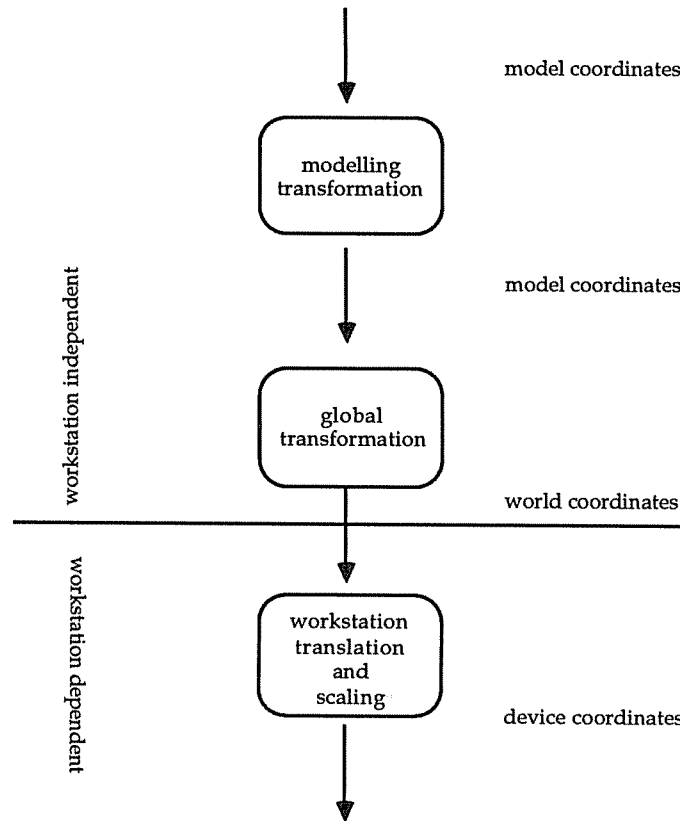 model coordinates
modelling
transformation
model coordinates
workstation independent
global
transformation
world coordinates
workstation dependent
workstation
translation
and
scaling
device coordinates